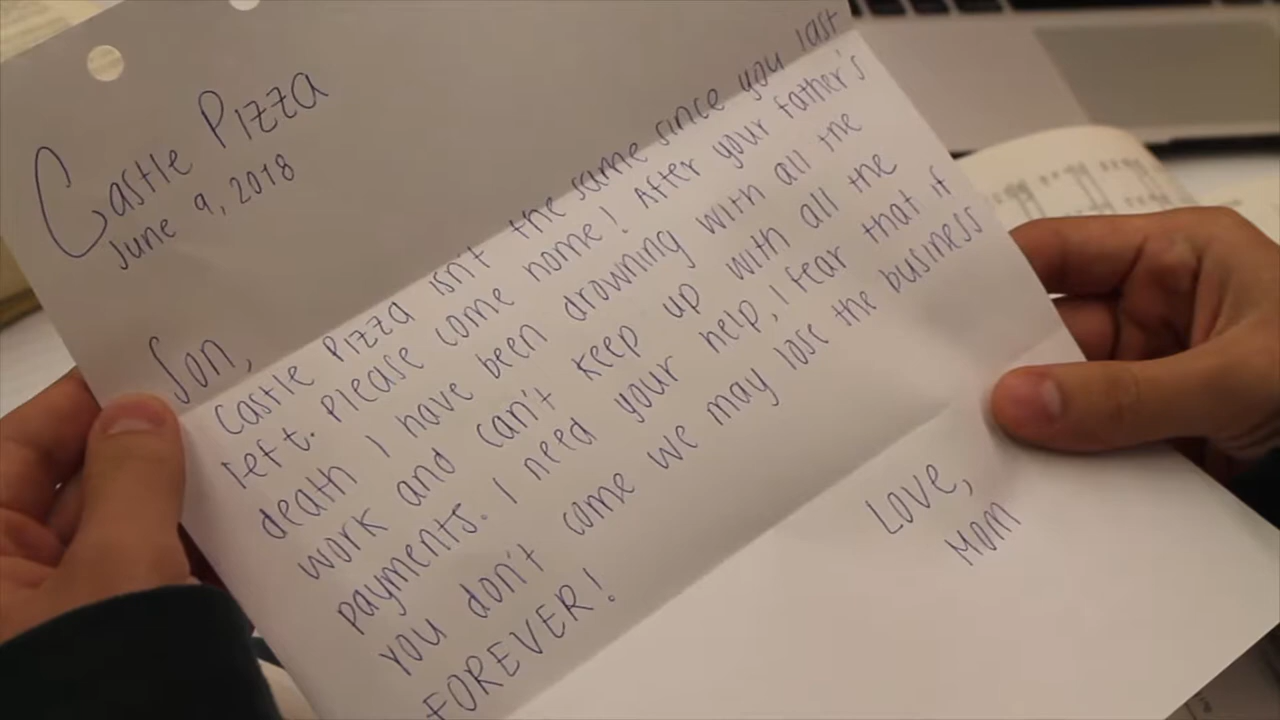 Castle Pizza
June 9, 2018
Son,
Castle Pizza isn't the same since you last
left. Please come home! After your father's
death I have been drowning with all the
work and can't keep up with all the
payments. I need your help, I fear that if
you don't come we may lose the business
FOREVER!
Love,
Mom